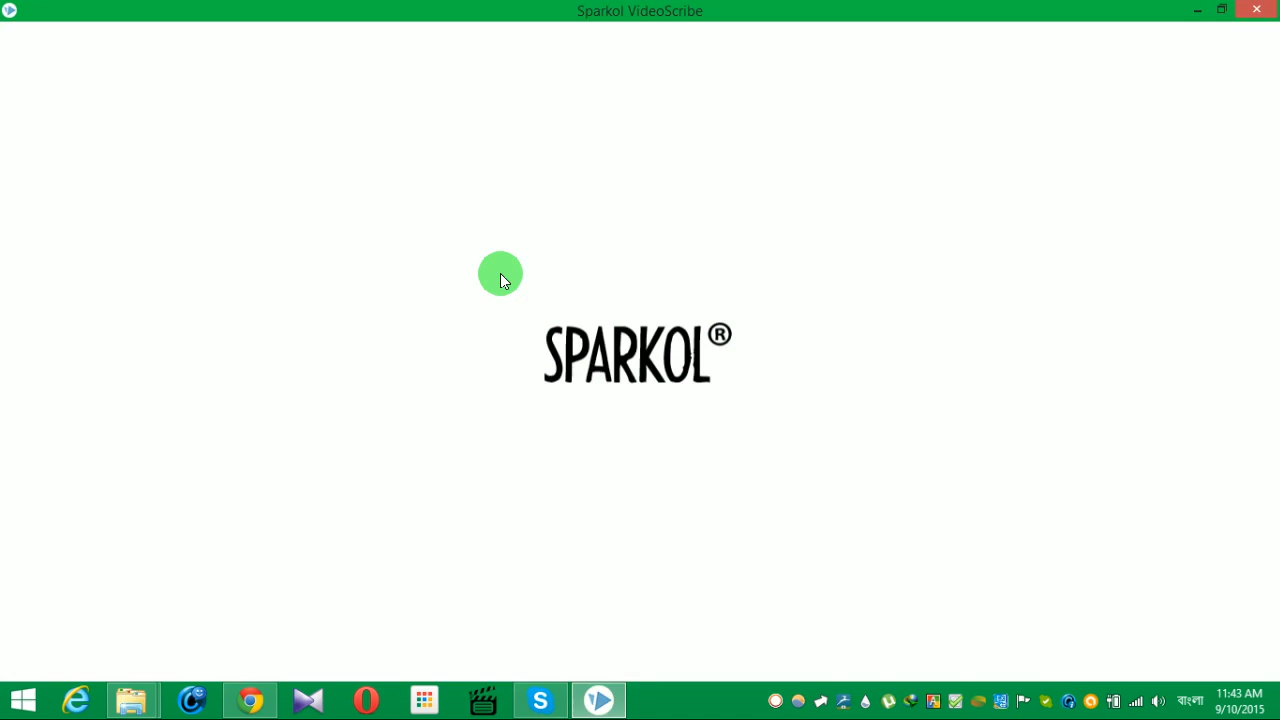 Sparkol VideoScribe
SPARKOL®
বাংলা
11:43 AM
9/10/2015